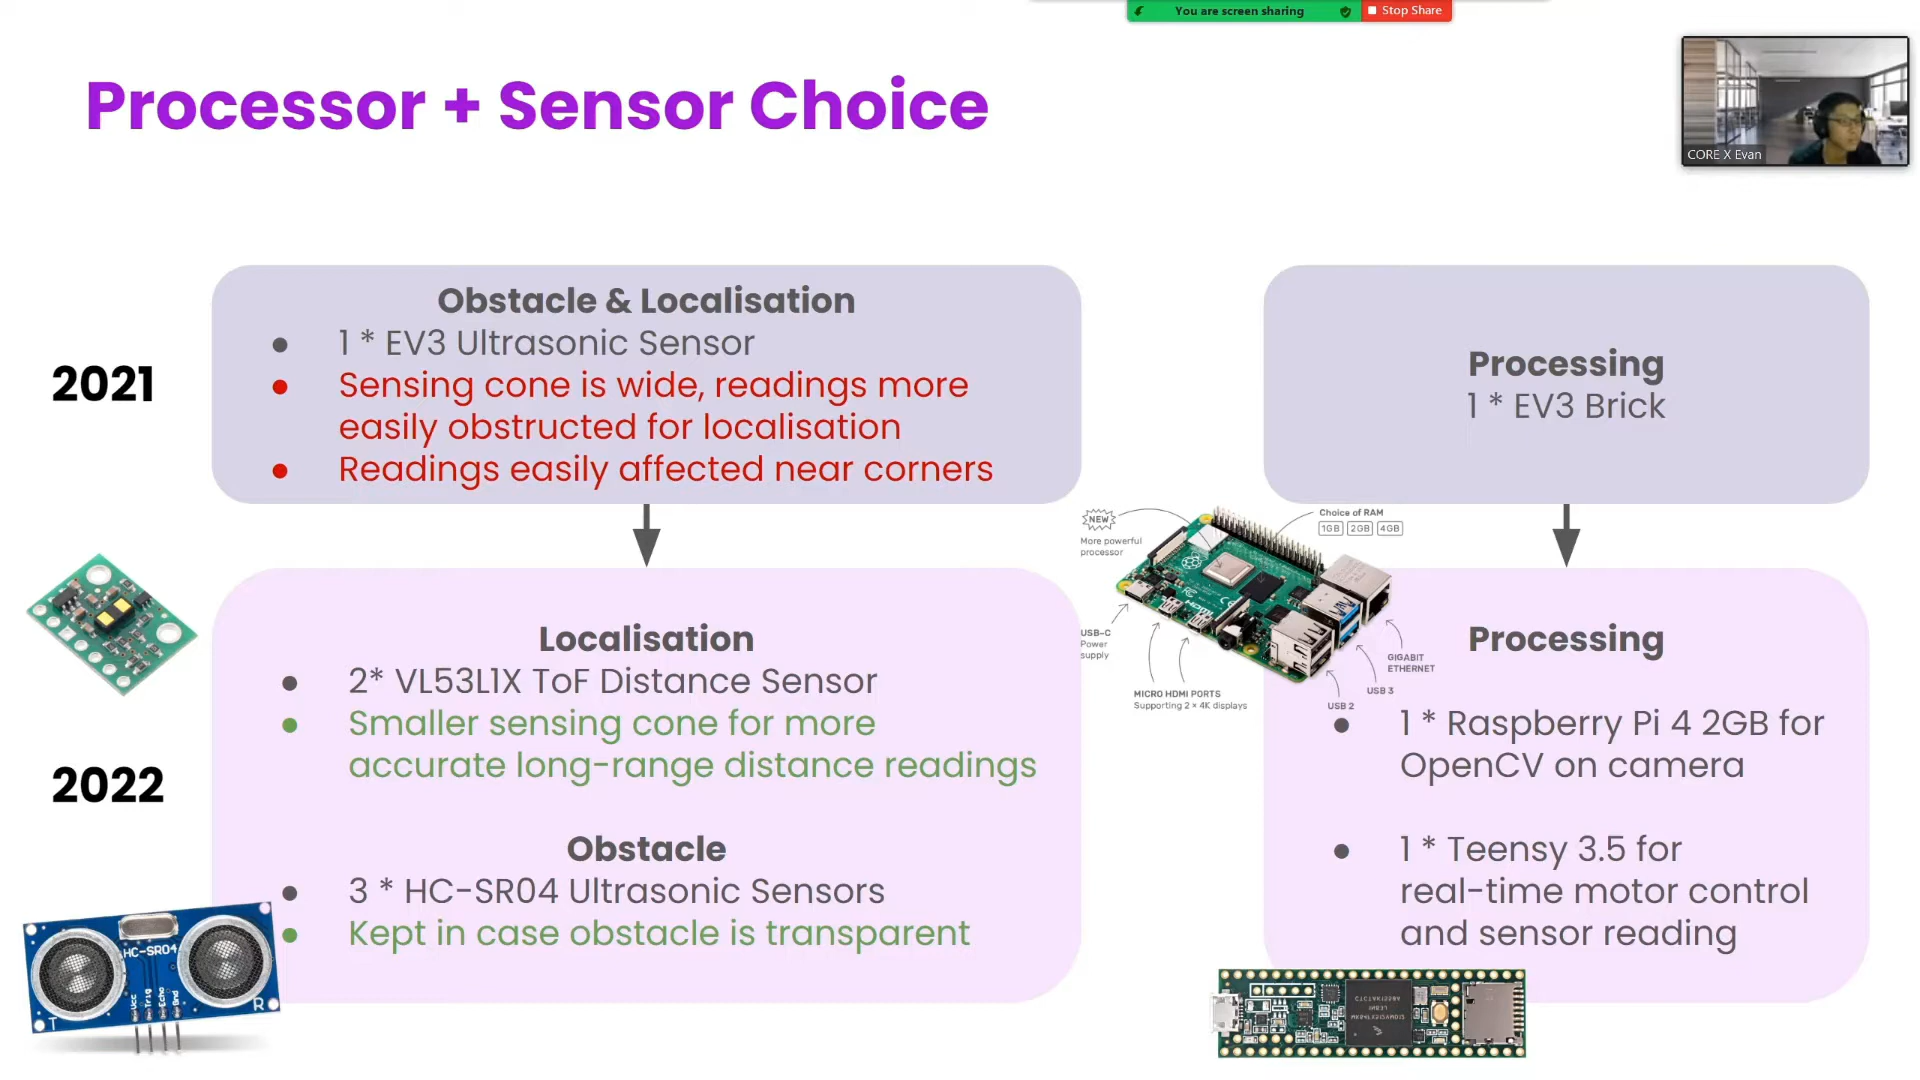 You are screen sharing
Stop Share
Processor + Sensor Choice
CORE X Evan
2021
Obstacle & Localisation
● 1 * EV3 Ultrasonic Sensor
● Sensing cone is wide, readings more
easily obstructed for localisation
● Readings easily affected near corners
Processing
1 * EV3 Brick
NEW
More powerful
processor
Choice of RAM
1GB 2GB 4GB
USB-C
Power
supply
MICRO HDMI PORTS
Supporting 2 x 4K displays
GIGABIT
ETHERNET
USB 3
USB 2
HDMI
2022
Localisation
● 2* VL53L1X ToF Distance Sensor
● Smaller sensing cone for more
accurate long-range distance readings
Obstacle
● 3 * HC-SR04 Ultrasonic Sensors
● Kept in case obstacle is transparent
Processing
● 1 * Raspberry Pi 4 2GB for
OpenCV on camera
● 1 * Teensy 3.5 for
real-time motor control
and sensor reading
HC-SR04
Vcc
Trig
Echo
Gnd
T
R